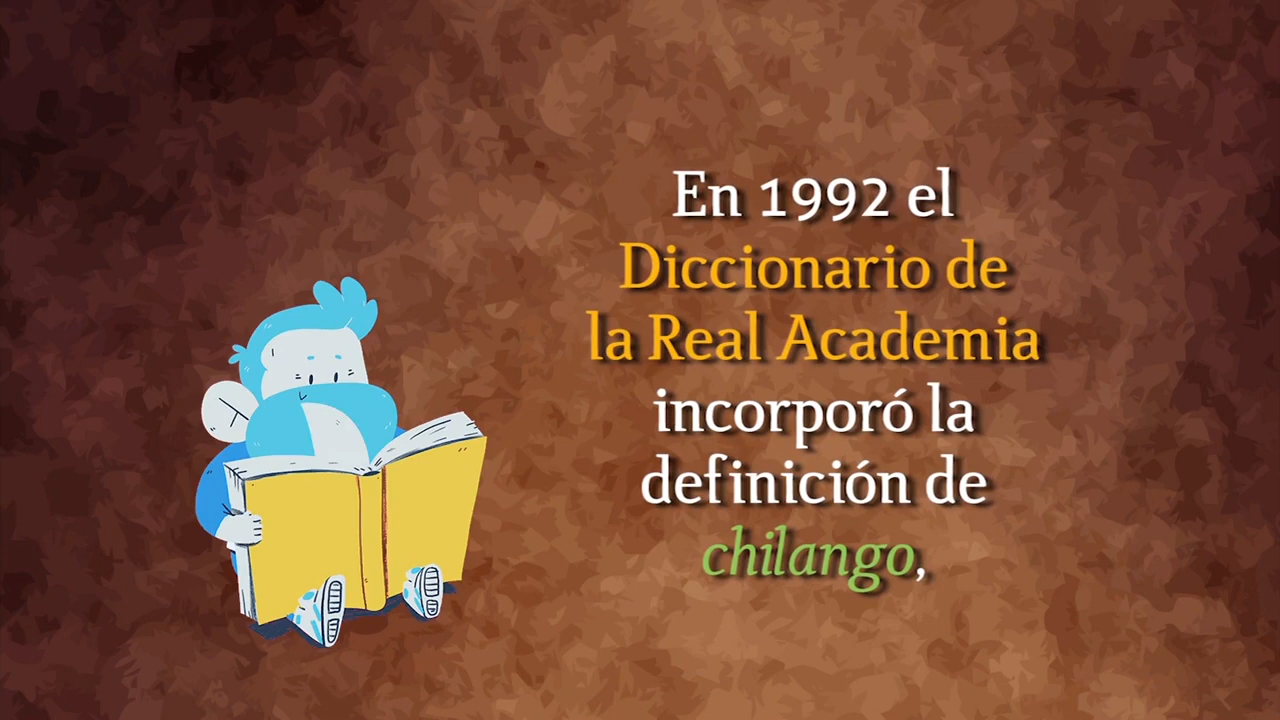 En 1992 el
Diccionario de
la Real Academia
incorporó la
definición de
chilango,